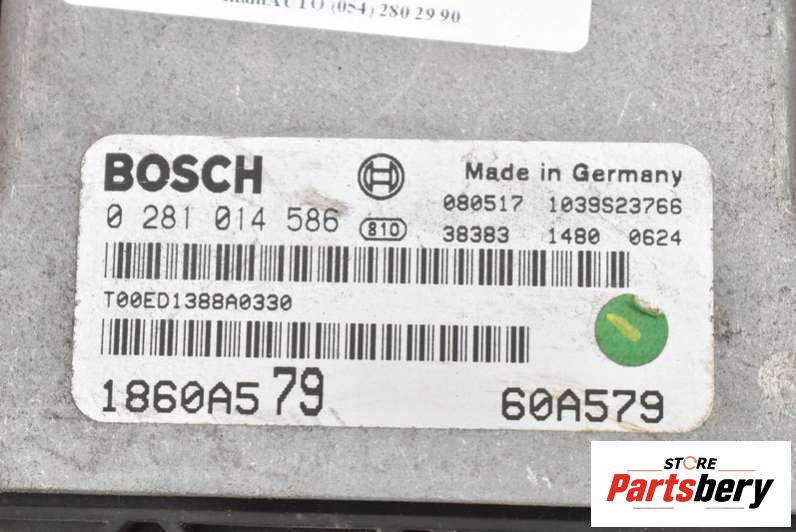 AUTO (054) 280 29 90
BOSCH
Made in Germany
0 281 014 586 810
080517 1039S23766
38383 1480 0624
T00ED1388A0330
1860A579
60A579
STORE
Partsbery